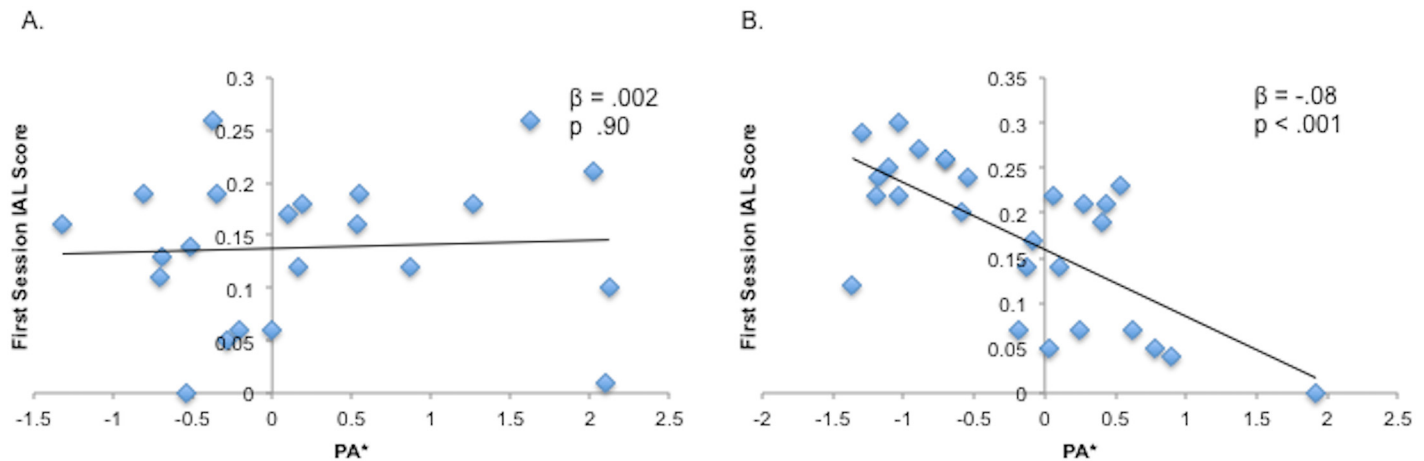 A.
First Session IAL Score
0.3
0.25
0.2
0.15
0.1
0.05
0
β = .002
p .90
-1.5 -1 -0.5 0 0.5 1 1.5 2 2.5
PA*
B.
First Session IAL Score
0.35
0.3
0.25
0.2
0.15
0.1
0.05
0
β = -.08
p < .001
-2 -1.5 -1 -0.5 0 0.5 1 1.5 2 2.5
PA*